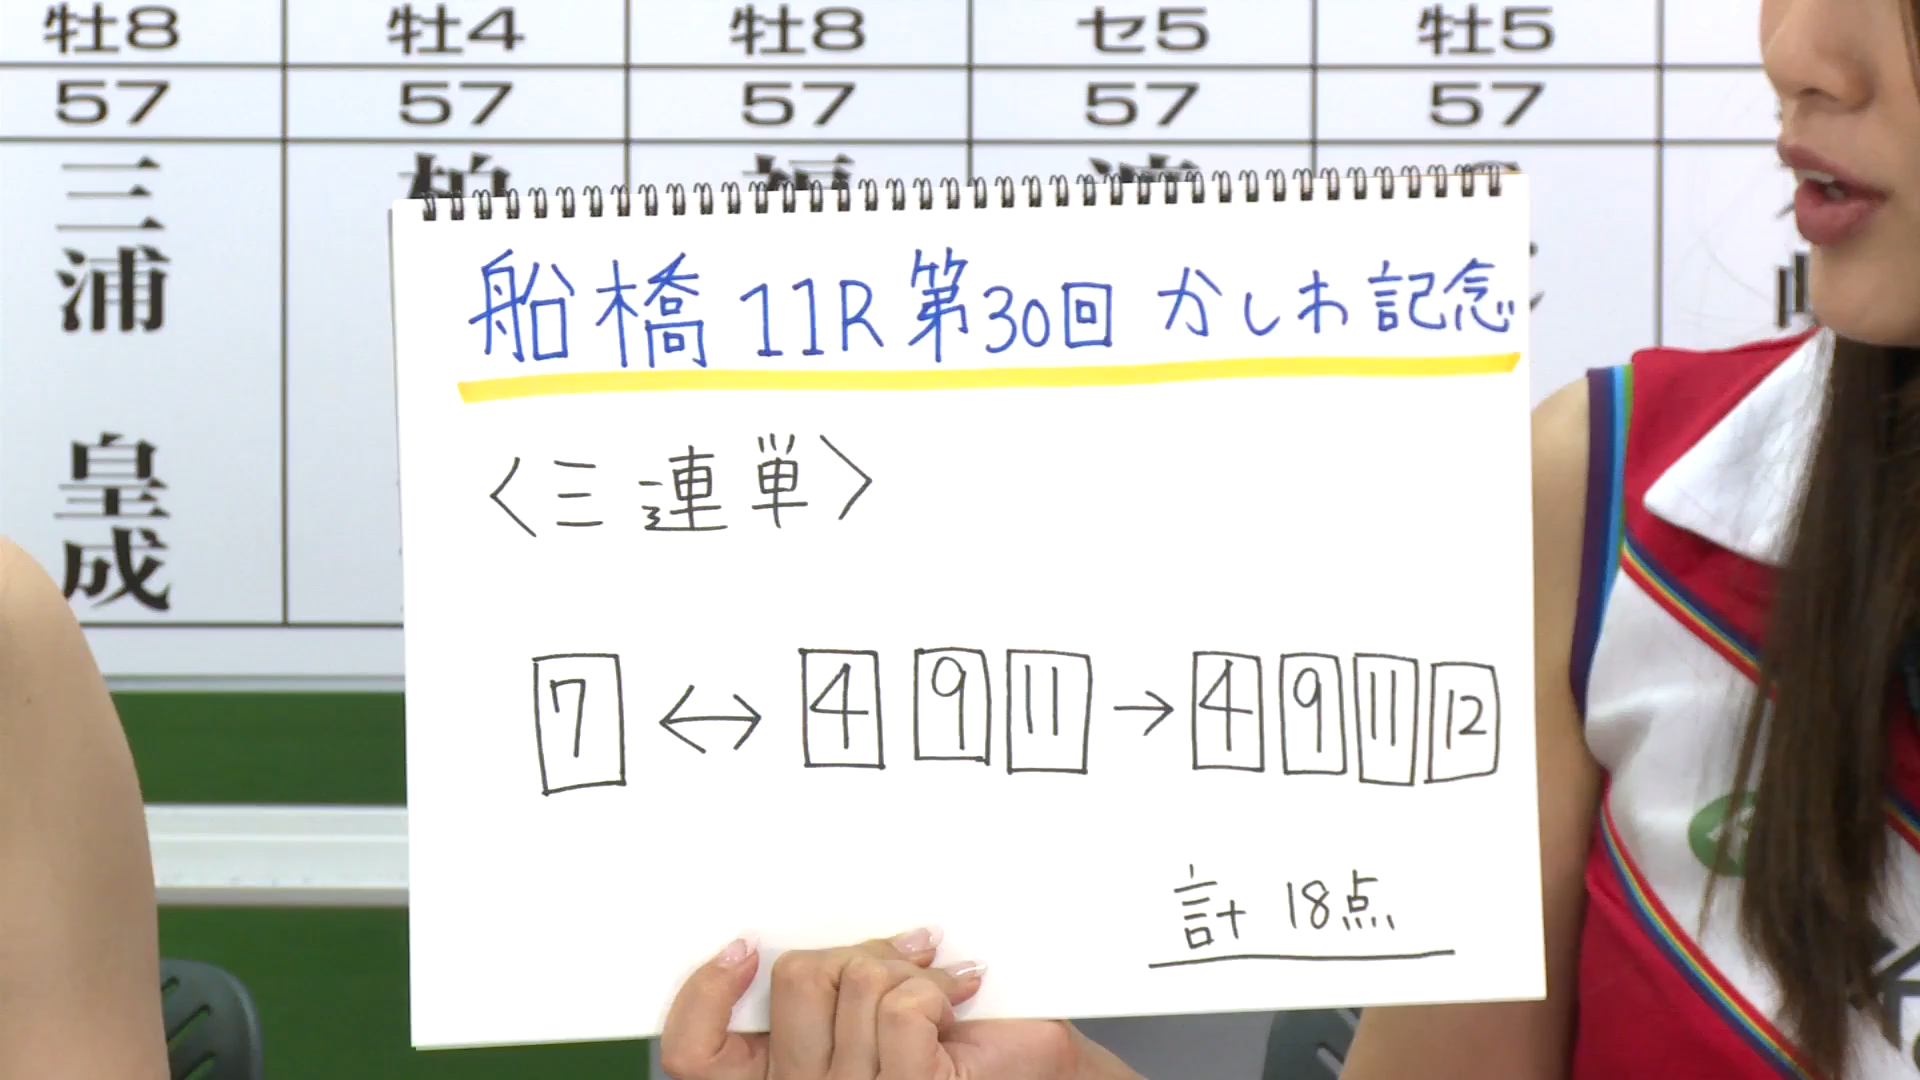 牡8 牡4 牡8 セ5 牡5
57 57 57 57 57
三浦 皇成
船橋 11R 第30回 かしわ記念
〈三連単〉
7 ↔ 4 9 11 → 4 9 11 12
計 18点